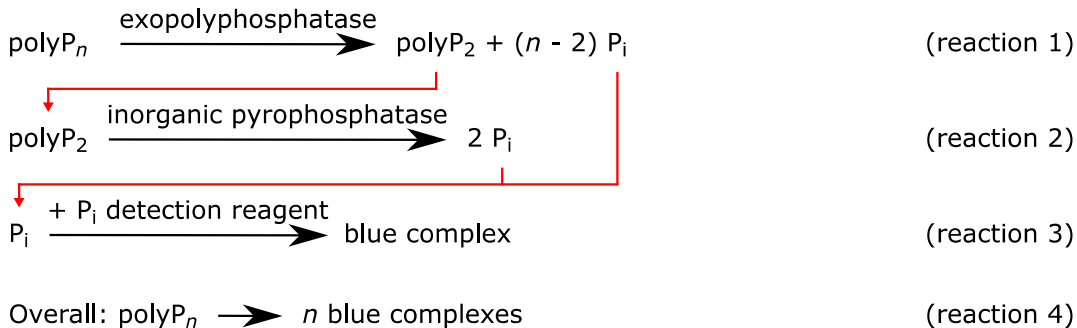 exopolyphosphatase
polyPₙ polyP₂ + (n - 2) Pᵢ (reaction 1)
inorganic pyrophosphatase
polyP₂ 2 Pᵢ (reaction 2)
+ Pᵢ detection reagent
Pᵢ blue complex (reaction 3)
Overall: polyPₙ n blue complexes (reaction 4)